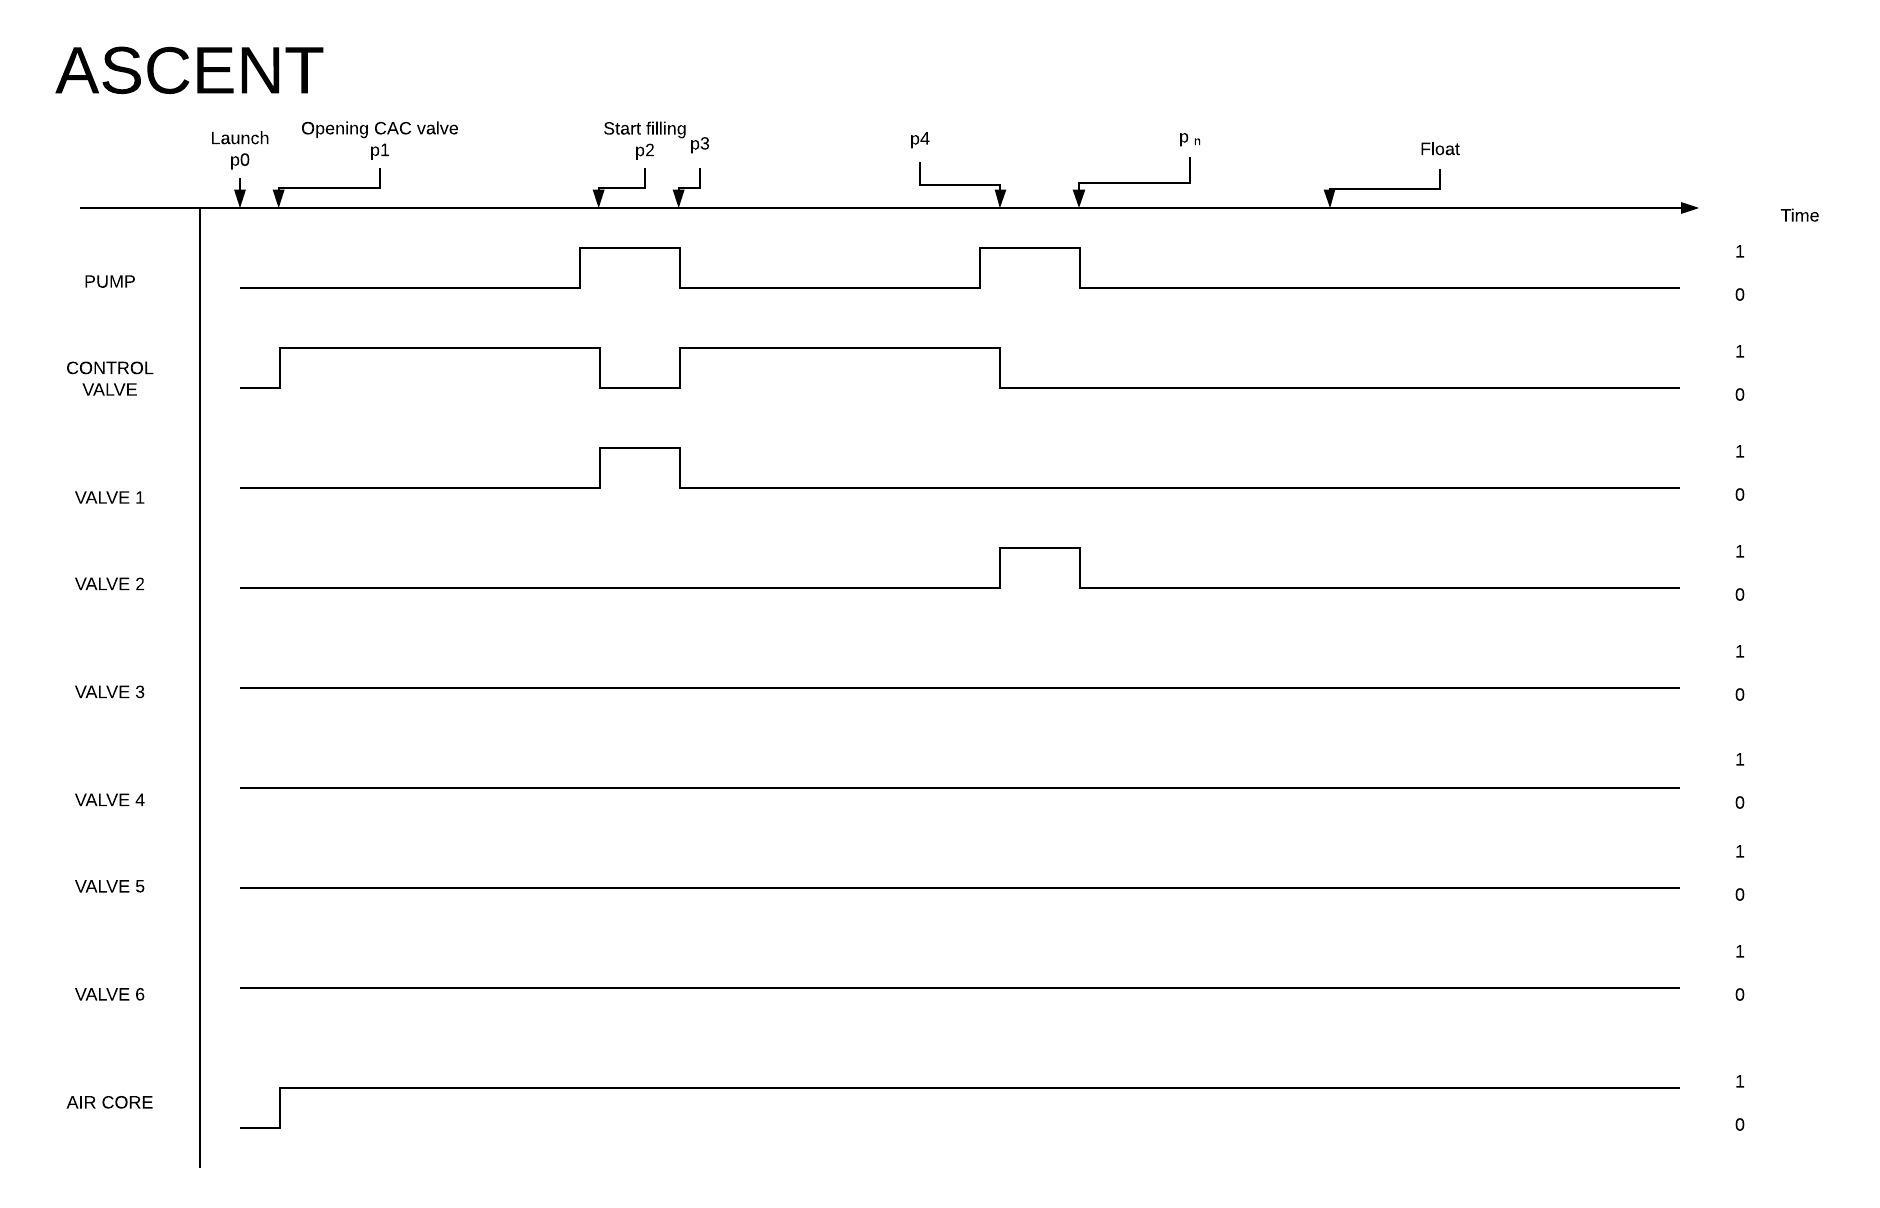 ASCENT
Launch
p0
Opening CAC valve
p1
Start filling
p2
p3
p4
p n
Float
Time
PUMP
1
0
CONTROL
VALVE
1
0
VALVE 1
1
0
VALVE 2
1
0
VALVE 3
1
0
VALVE 4
1
0
VALVE 5
1
0
VALVE 6
1
0
AIR CORE
1
0